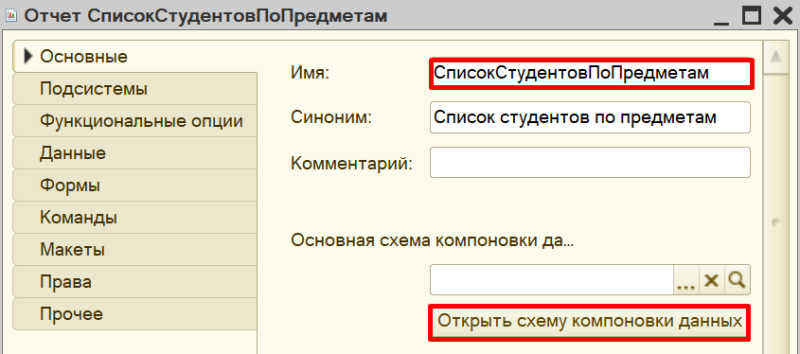 Отчет СписокСтудентовПоПредметам
Основные
Подсистемы
Функциональные опции
Данные
Формы
Команды
Макеты
Права
Прочее
Имя: СписокСтудентовПоПредметам
Синоним: Список студентов по предметам
Комментарий:
Основная схема компоновки да...
...
Открыть схему компоновки данных